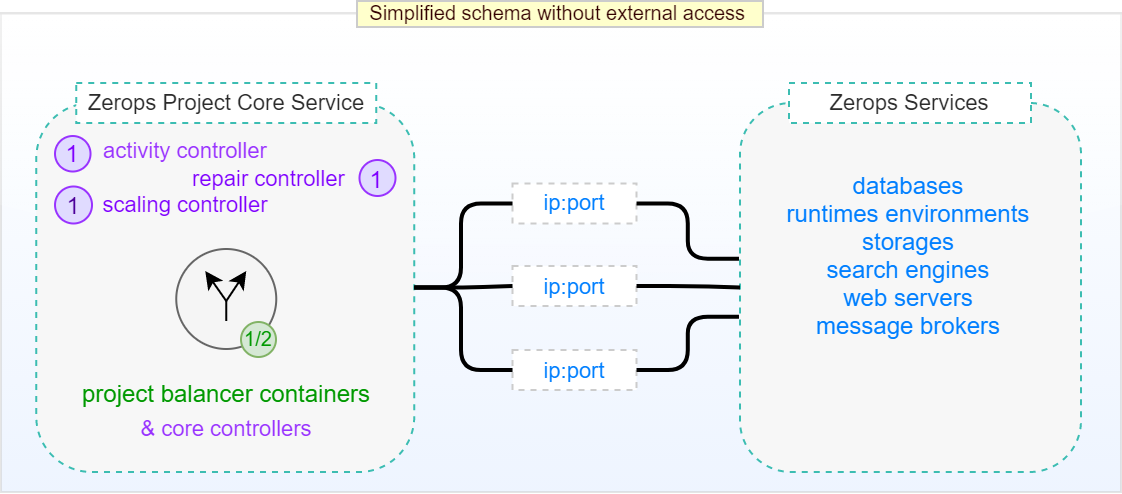 Simplified schema without external access
Zerops Project Core Service
1 activity controller
repair controller 1
1 scaling controller
1/2
project balancer containers
& core controllers
ip:port
ip:port
ip:port
Zerops Services
databases
runtimes environments
storages
search engines
web servers
message brokers